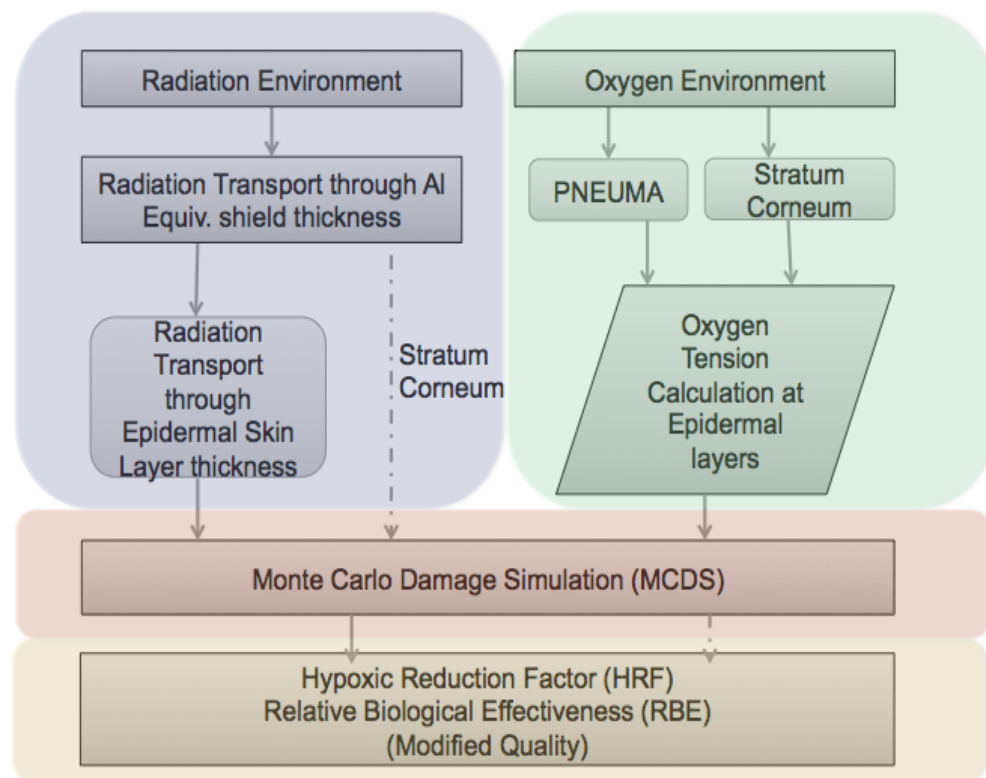 Radiation Environment
Oxygen Environment
Radiation Transport through Al
Equiv. shield thickness
PNEUMA
Stratum
Corneum
Radiation
Transport
through
Epidermal Skin
Layer thickness
Stratum
Corneum
Oxygen
Tension
Calculation at
Epidermal
layers
Monte Carlo Damage Simulation (MCDS)
Hypoxic Reduction Factor (HRF)
Relative Biological Effectiveness (RBE)
(Modified Quality)